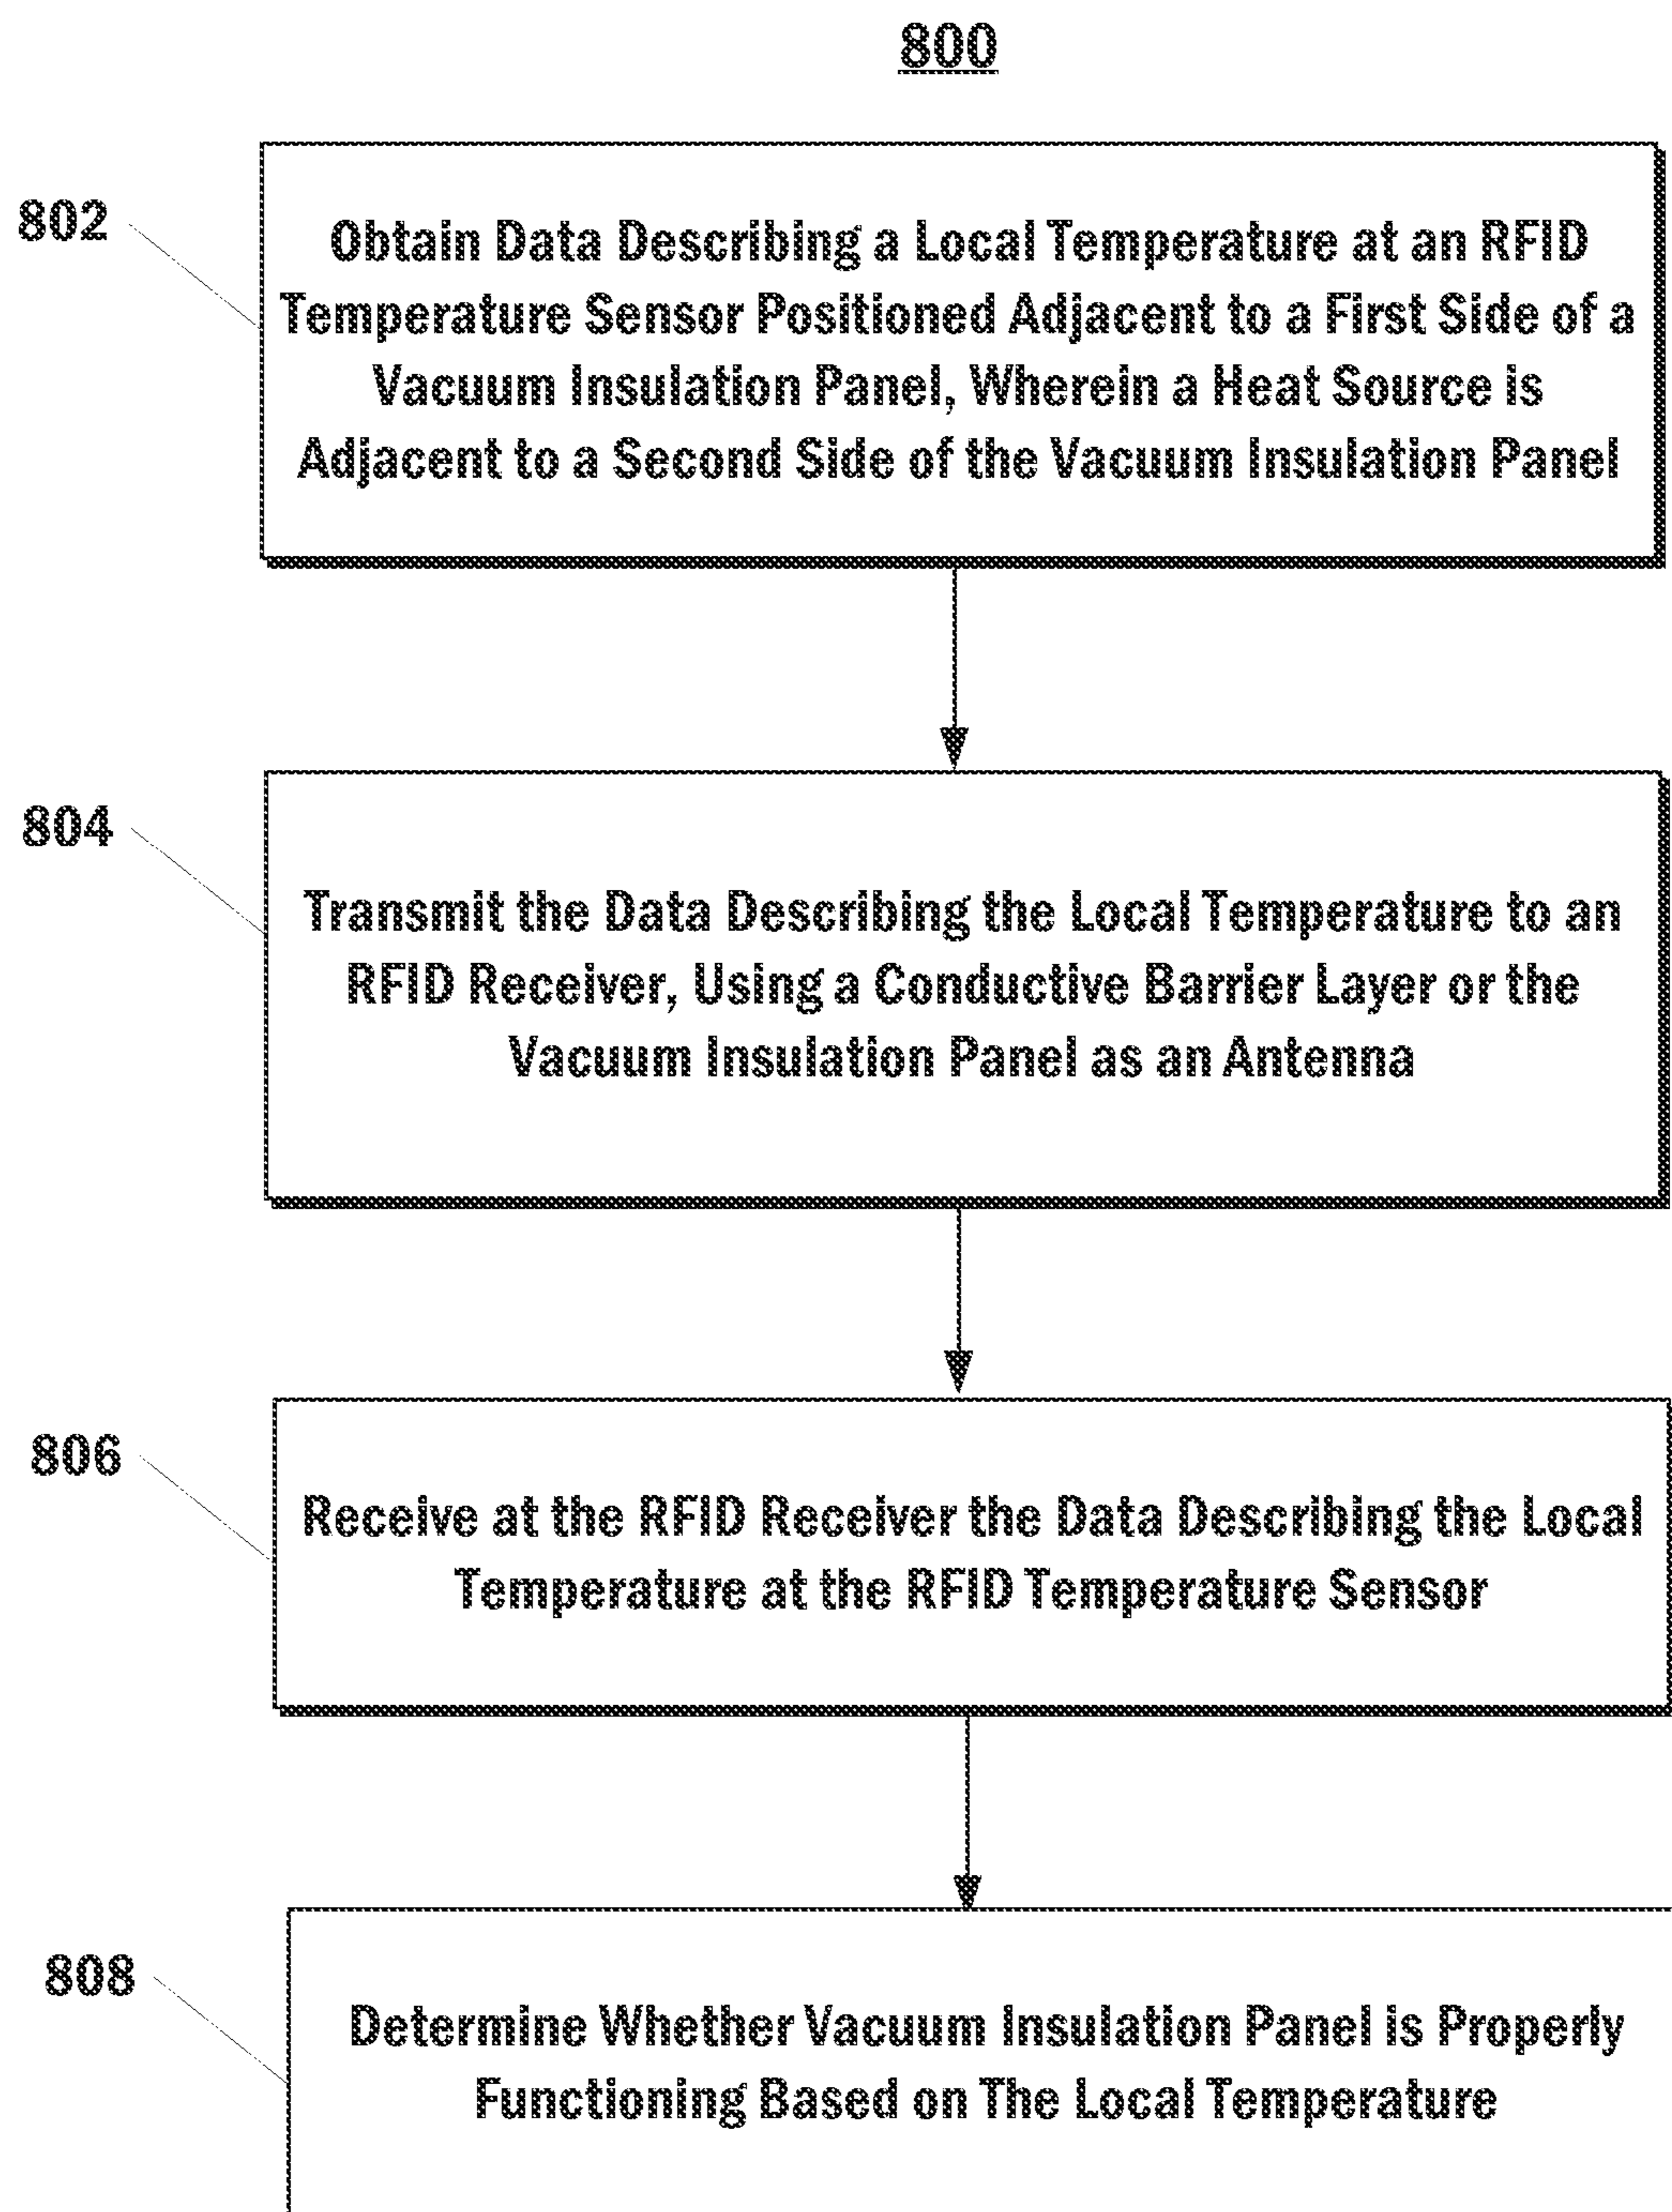 800
802
Obtain Data Describing a Local Temperature at an RFID
Temperature Sensor Positioned Adjacent to a First Side of a
Vacuum Insulation Panel, Wherein a Heat Source is
Adjacent to a Second Side of the Vacuum Insulation Panel
804
Transmit the Data Describing the Local Temperature to an
RFID Receiver, Using a Conductive Barrier Layer or the
Vacuum Insulation Panel as an Antenna
806
Receive at the RFID Receiver the Data Describing the Local
Temperature at the RFID Temperature Sensor
808
Determine Whether Vacuum Insulation Panel is Properly
Functioning Based on The Local Temperature